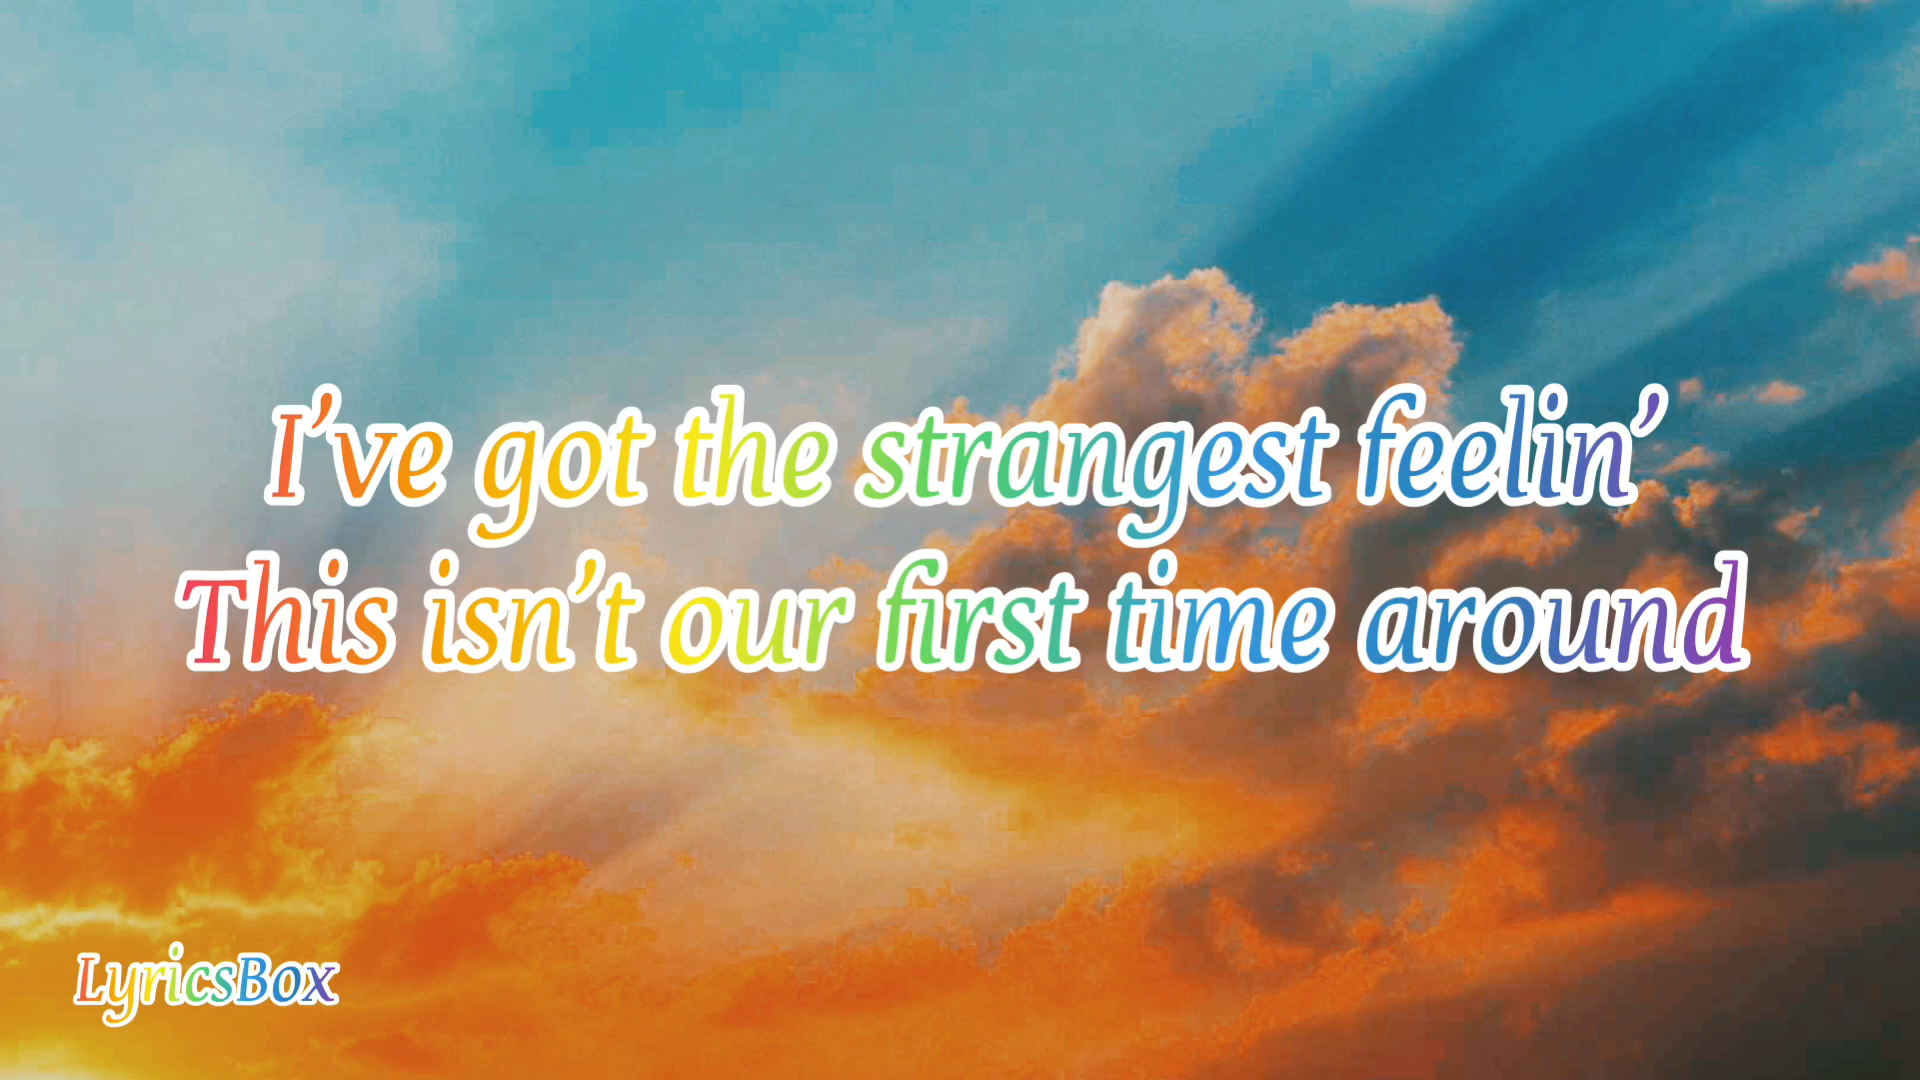 I’ve got the strangest feelin’
This isn’t our first time around
LyricsBox